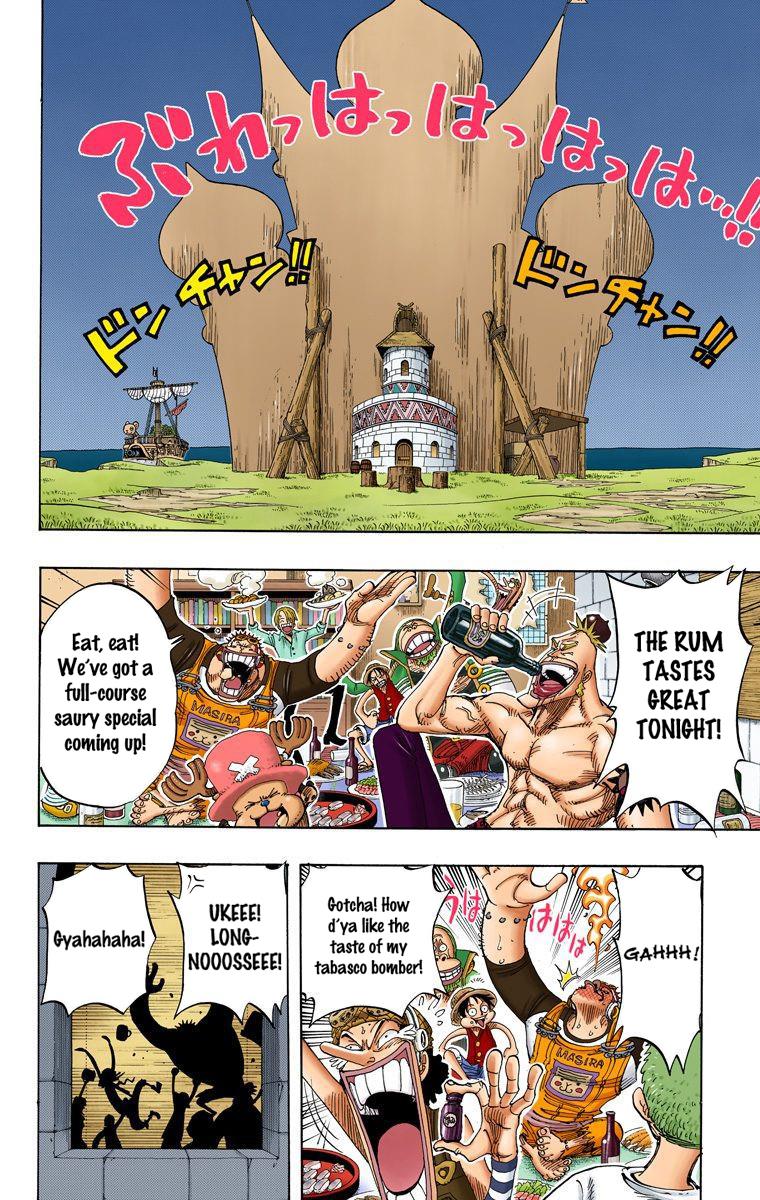 ぶわっはっはっはっは…!!
ドンチャン!!
ドンチャン!!
THE RUM
TASTES
GREAT
TONIGHT!
Eat, eat!
We've got a
full-course
saury special
coming up!
MASIRA
GAHHH!
うは
はははは
Gotcha! How
d'ya like the
taste of my
tabasco bomber!
MASIRA
UKEEE!
LONG-
NOOOSSEEE!
Gyahahaha!